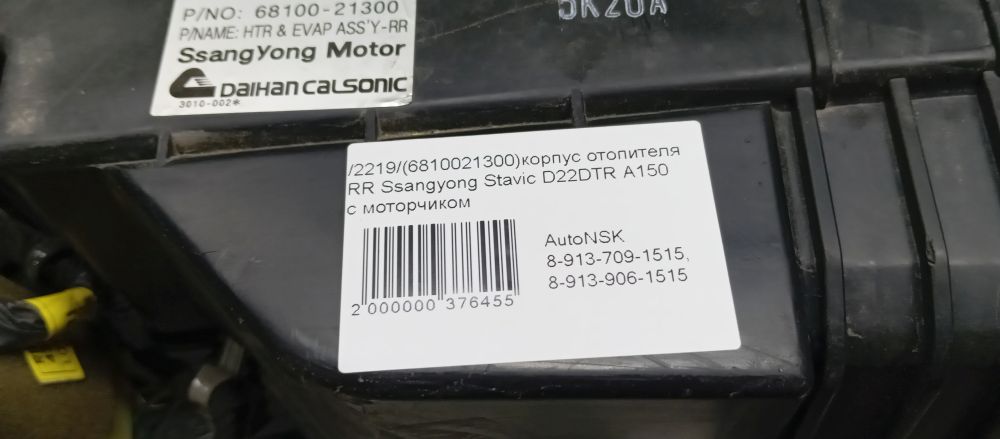 P/NO: 68100-21300
P/NAME: HTR & EVAP ASS'Y-RR
SsangYong Motor
DAIHAN CALSONIC
3010-002*
5K20A
/2219/(6810021300)корпус отопителя
RR Ssangyong Stavic D22DTR A150
с моторчиком
AutoNSK
8-913-709-1515,
8-913-906-1515
2 000000 376455